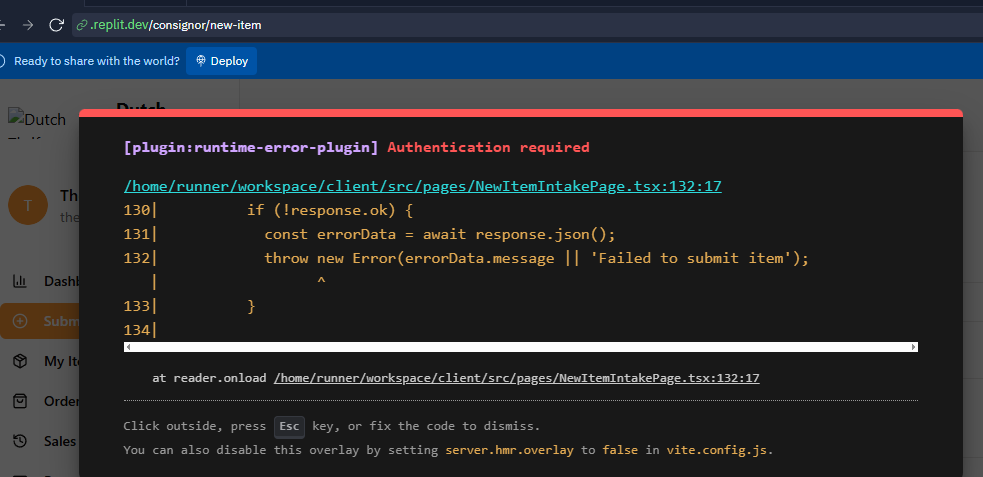 .replit.dev/consignor/new-item
Ready to share with the world? Deploy
Dutch
Dutch
[plugin:runtime-error-plugin] Authentication required
/home/runner/workspace/client/src/pages/NewItemIntakePage.tsx:132:17
130|          if (!response.ok) {
131|            const errorData = await response.json();
132|            throw new Error(errorData.message || 'Failed to submit item');
|                  ^
133|          }
134|
T
Th
the
at reader.onload /home/runner/workspace/client/src/pages/NewItemIntakePage.tsx:132:17
Click outside, press Esc key, or fix the code to dismiss.
You can also disable this overlay by setting server.hmr.overlay to false in vite.config.js.
Dashb
Subm
My Ite
Order
Sales